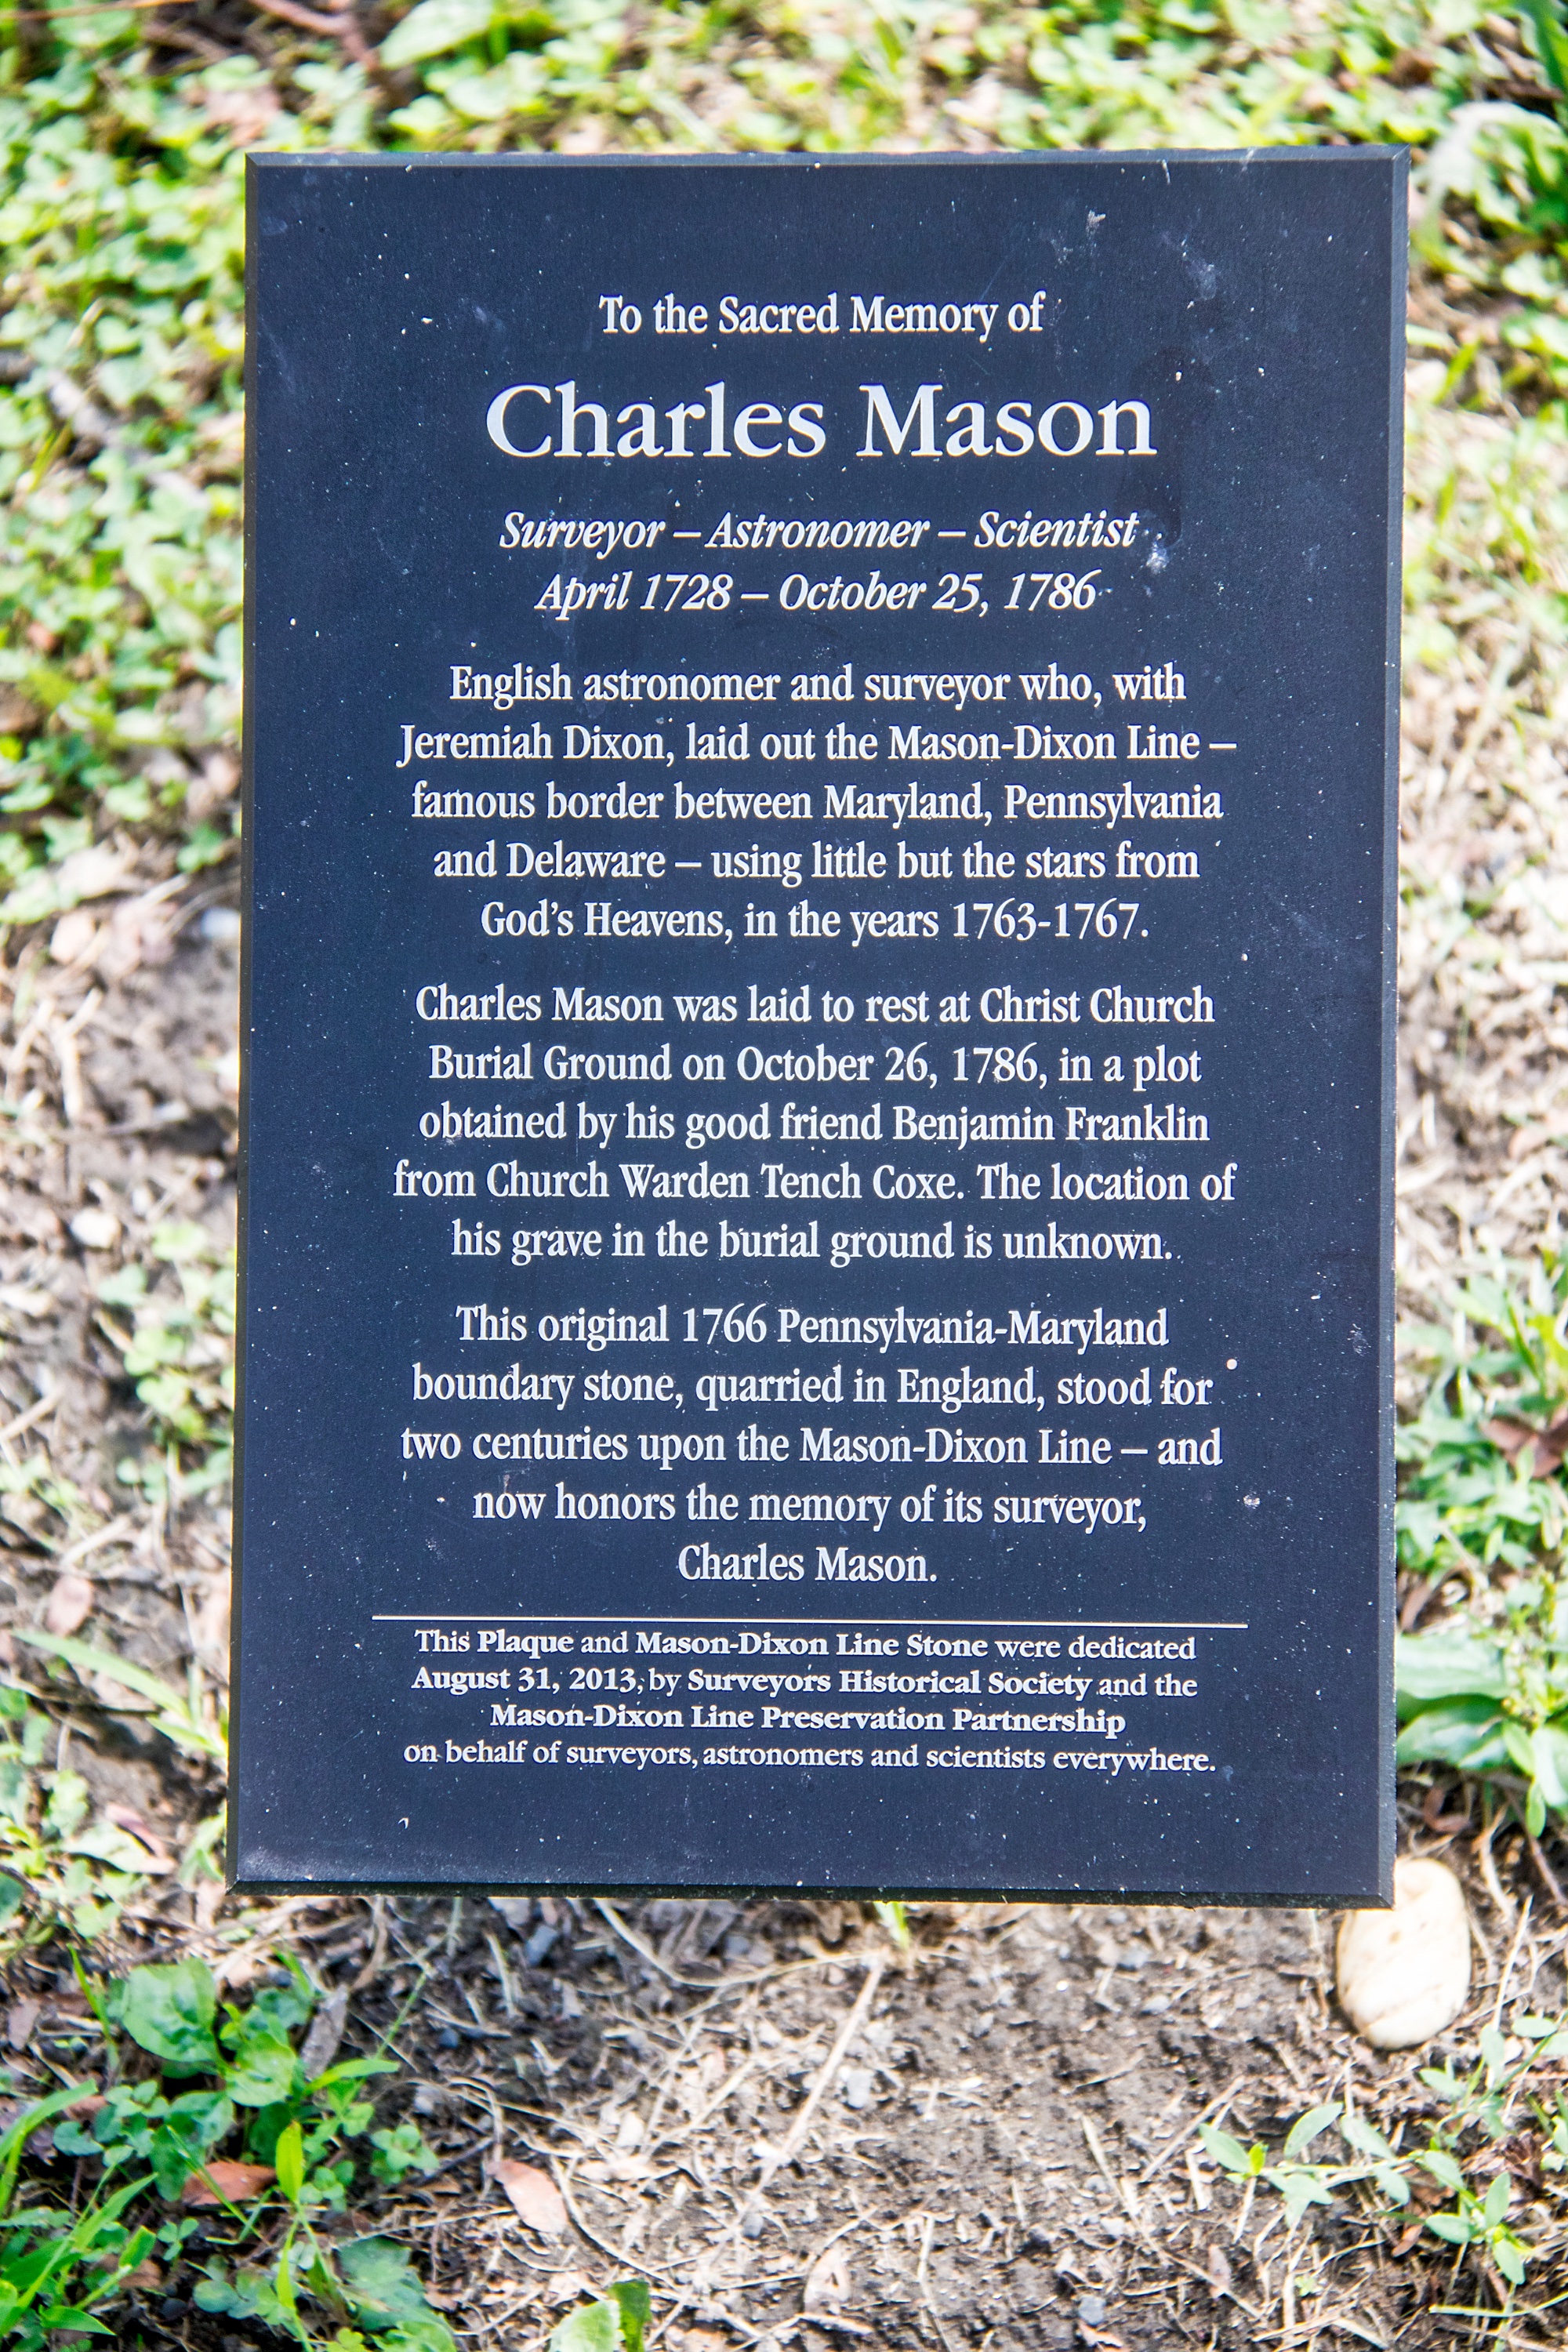 To the Sacred Memory of
Charles Mason
Surveyor – Astronomer – Scientist
April 1728 – October 25, 1786
English astronomer and surveyor who, with
Jeremiah Dixon, laid out the Mason-Dixon Line –
famous border between Maryland, Pennsylvania
and Delaware – using little but the stars from
God's Heavens, in the years 1763-1767.
Charles Mason was laid to rest at Christ Church
Burial Ground on October 26, 1786, in a plot
obtained by his good friend Benjamin Franklin
from Church Warden Tench Coxe. The location of
his grave in the burial ground is unknown.
This original 1766 Pennsylvania-Maryland
boundary stone, quarried in England, stood for
two centuries upon the Mason-Dixon Line – and
now honors the memory of its surveyor,
Charles Mason.
This Plaque and Mason-Dixon Line Stone were dedicated
August 31, 2013, by Surveyors Historical Society and the
Mason-Dixon Line Preservation Partnership
on behalf of surveyors, astronomers and scientists everywhere.